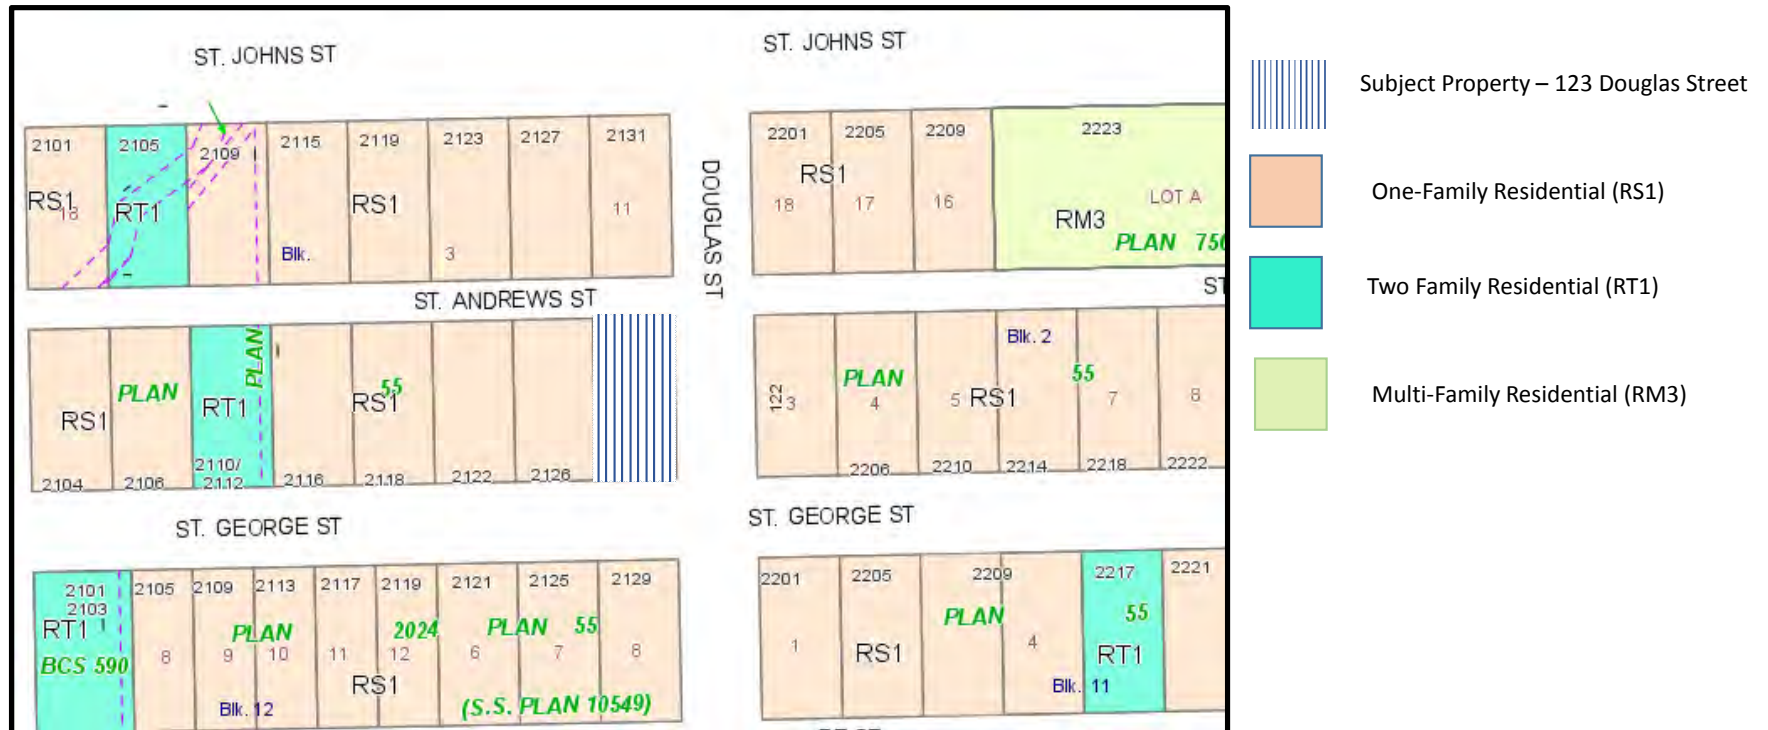 ST. JOHNS ST
ST. JOHNS ST
2101
2105
2109
2115
2119
2123
2127
2131
2201
2205
2209
2223
RS1
18
RT1
RS1
11
Blk.
3
RS1
18
17
16
LOT A
RM3
PLAN 756
DOUGLAS ST
ST. ANDREWS ST
ST
PLAN
PLAN
RS1
RT1
RS1
55
2104
2106
2110/
2112
2116
2118
2122
2126
Blk. 2
122
3
PLAN
4
5
RS1
55
7
8
2206
2210
2214
2218
2222
ST. GEORGE ST
ST. GEORGE ST
2101
2103
RT1
BCS 590
2105
2109
2113
2117
2119
2121
2125
2129
PLAN
2024
PLAN 55
8
9
10
11
12
6
7
8
RS1
Blk. 12
(S.S. PLAN 10549)
2201
2205
2209
2217
2221
PLAN
55
1
RS1
4
RT1
Blk. 11
Subject Property – 123 Douglas Street
One-Family Residential (RS1)
Two Family Residential (RT1)
Multi-Family Residential (RM3)